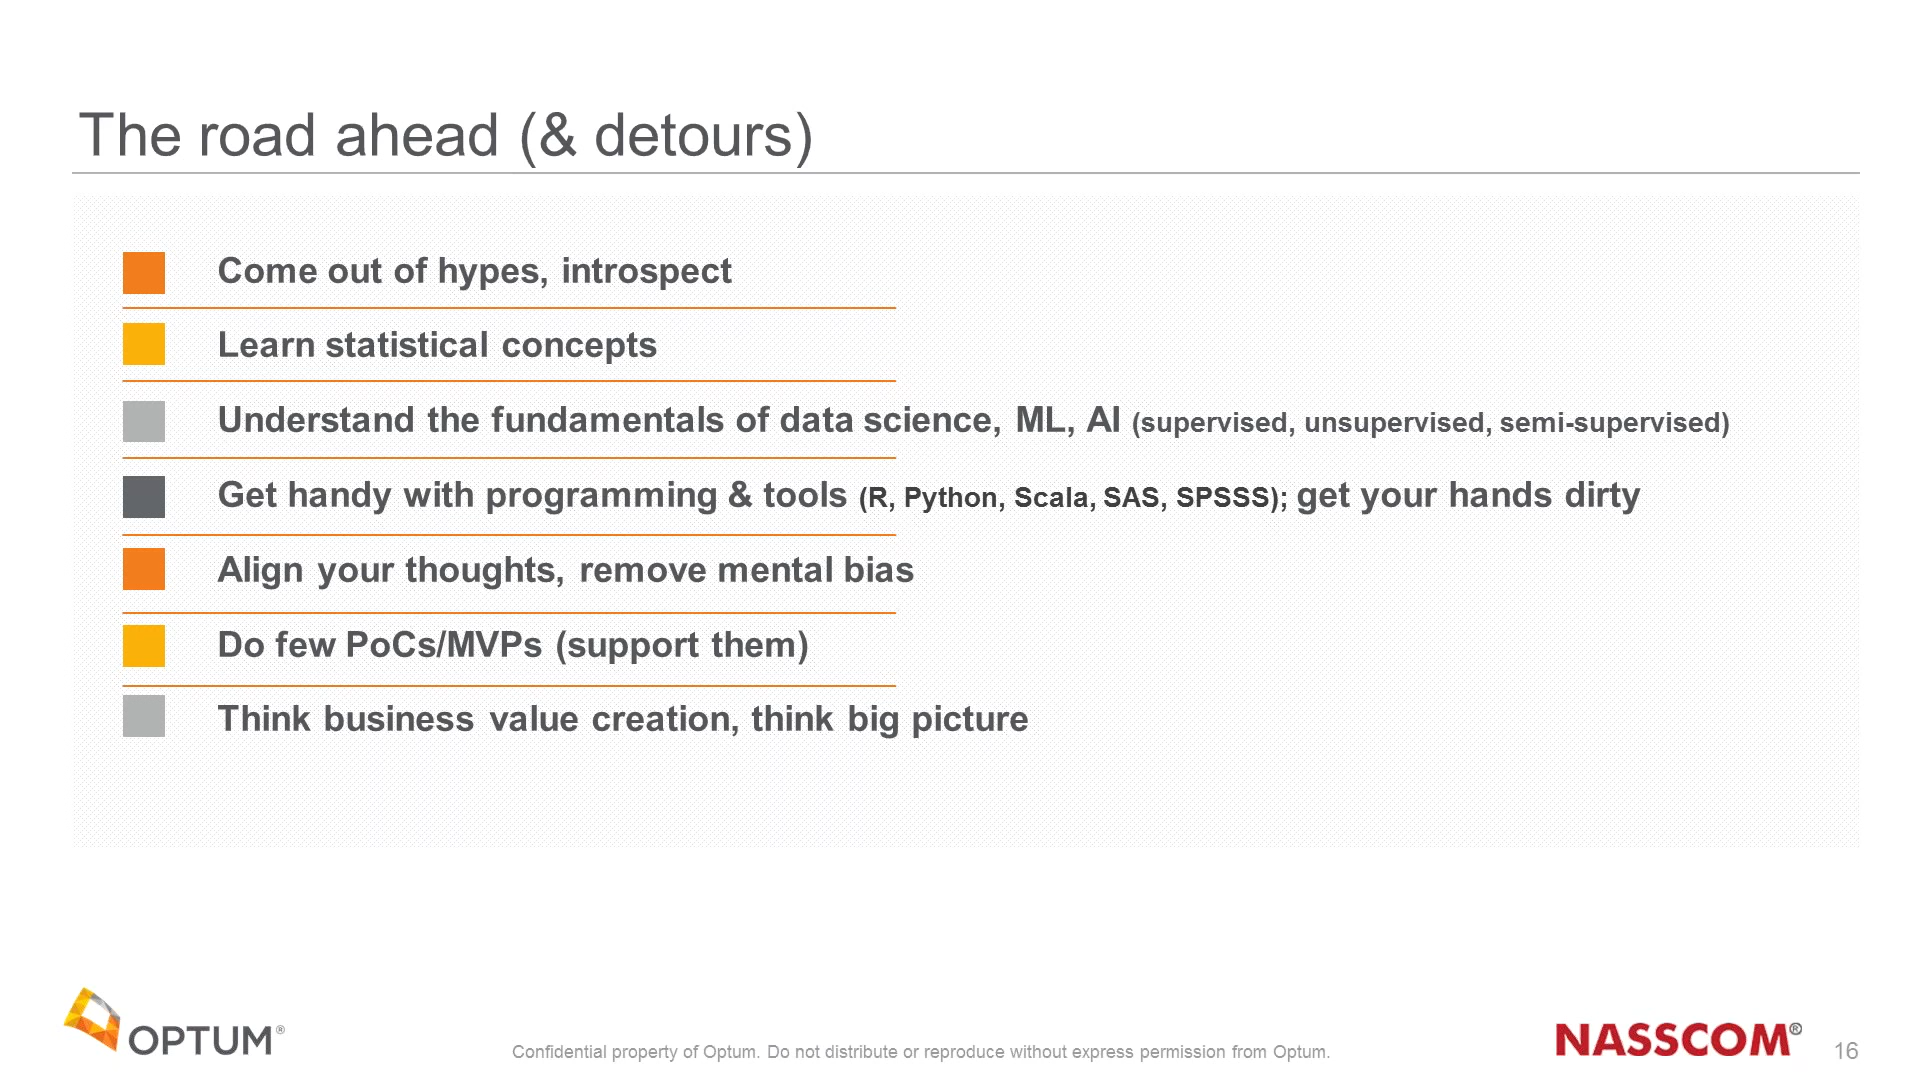 The road ahead (& detours)
Come out of hypes, introspect
Learn statistical concepts
Understand the fundamentals of data science, ML, AI (supervised, unsupervised, semi-supervised)
Get handy with programming & tools (R, Python, Scala, SAS, SPSSS); get your hands dirty
Align your thoughts, remove mental bias
Do few PoCs/MVPs (support them)
Think business value creation, think big picture
OPTUM®
Confidential property of Optum. Do not distribute or reproduce without express permission from Optum.
NASSCOM®
16